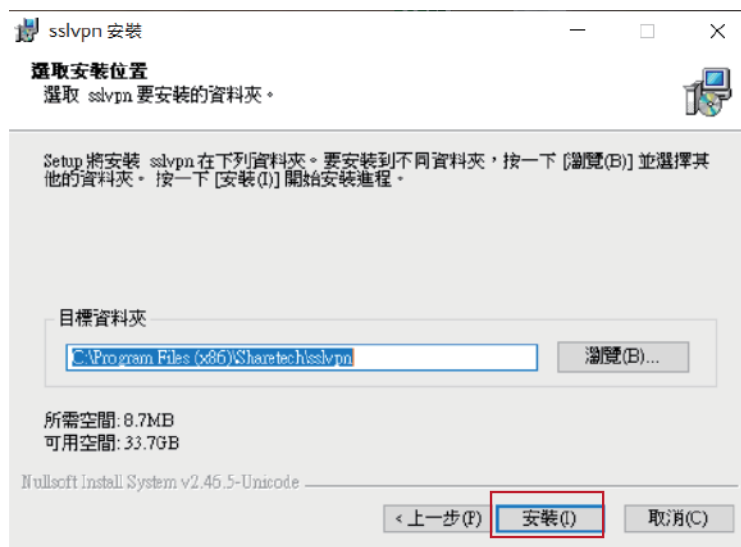 sslvpn 安裝
選取安裝位置
選取 sslvpn 要安裝的資料夾。
Setup 將安裝 sslvpn 在下列資料夾。要安裝到不同資料夾，按一下 [瀏覽(B)] 並選擇其
他的資料夾。 按一下 [安裝(I)] 開始安裝進程。
目標資料夾
C:\Program Files (x86)\Sharetech\sslvpn
瀏覽(B)...
所需空間: 8.7MB
可用空間: 33.7GB
Nullsoft Install System v2.46.5-Unicode
< 上一步(P) 安裝(I) 取消(C)